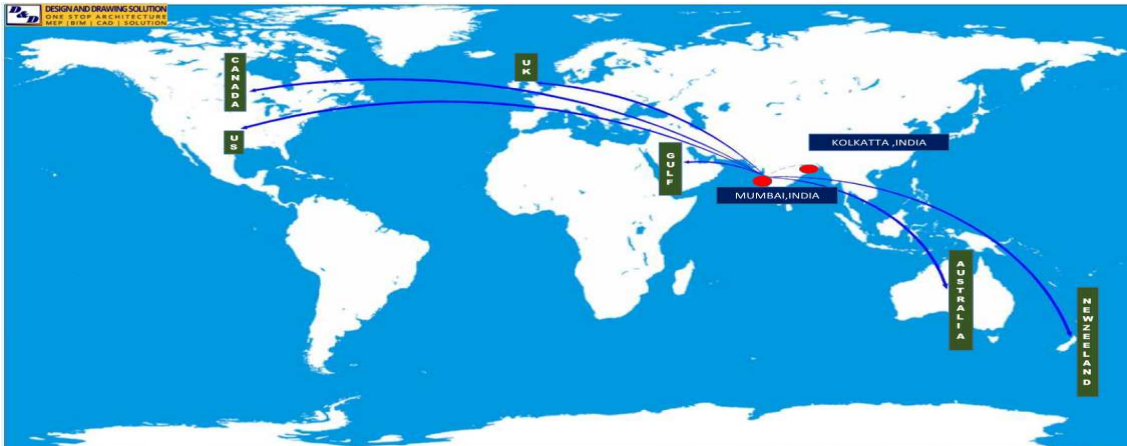 D&D
DESIGN AND DRAWING SOLUTION
ONE STOP ARCHITECTURE
MEP | BIM | CAD | SOLUTION
CANADA
UK
US
GULF
KOLKATTA ,INDIA
MUMBAI,INDIA
AUSTRALIA
NEWZEELAND